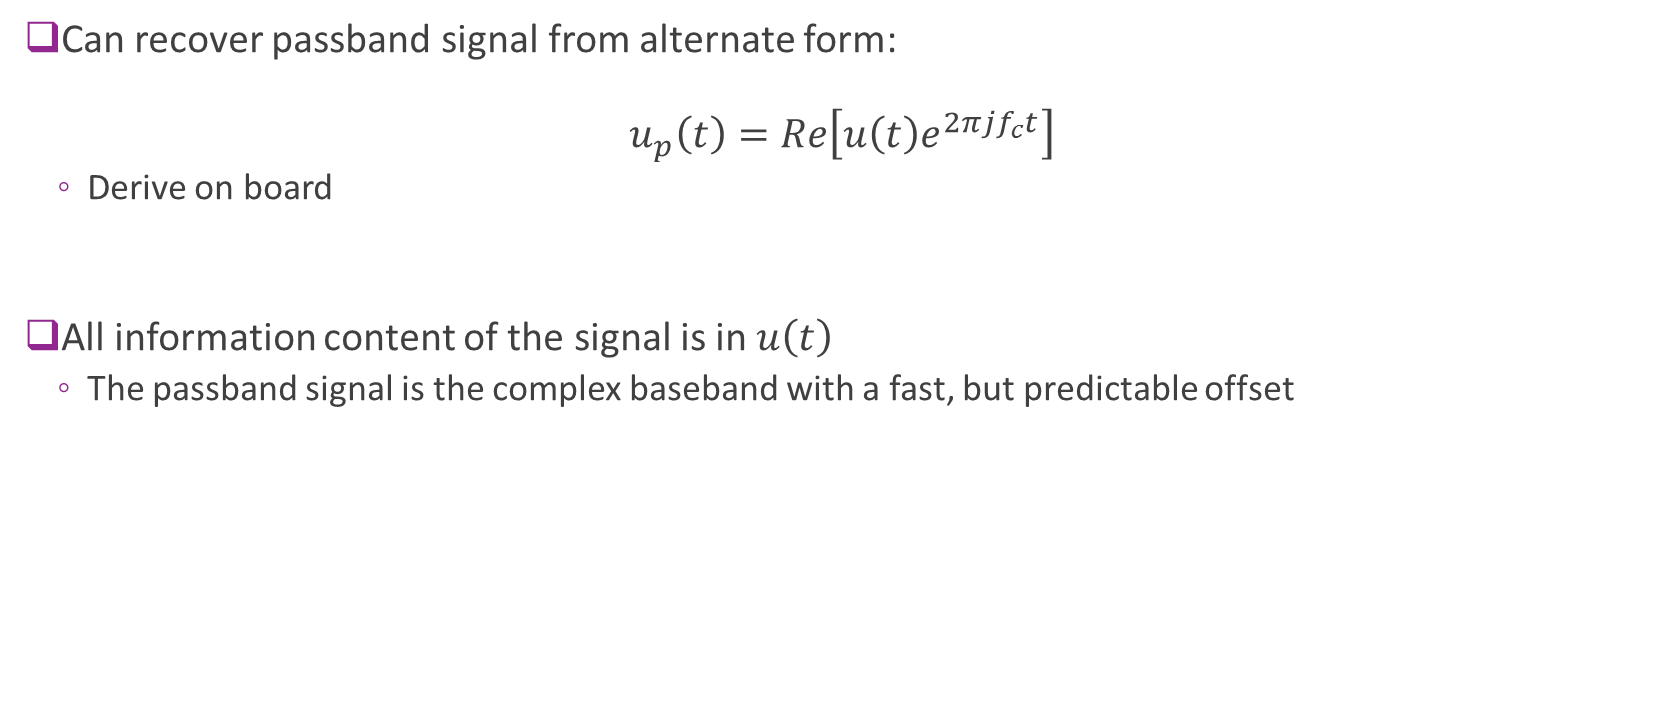 ❑Can recover passband signal from alternate form:
u_p(t) = Re[u(t)e^{2πjf_ct}]
◦ Derive on board
❑All information content of the signal is in u(t)
◦ The passband signal is the complex baseband with a fast, but predictable offset